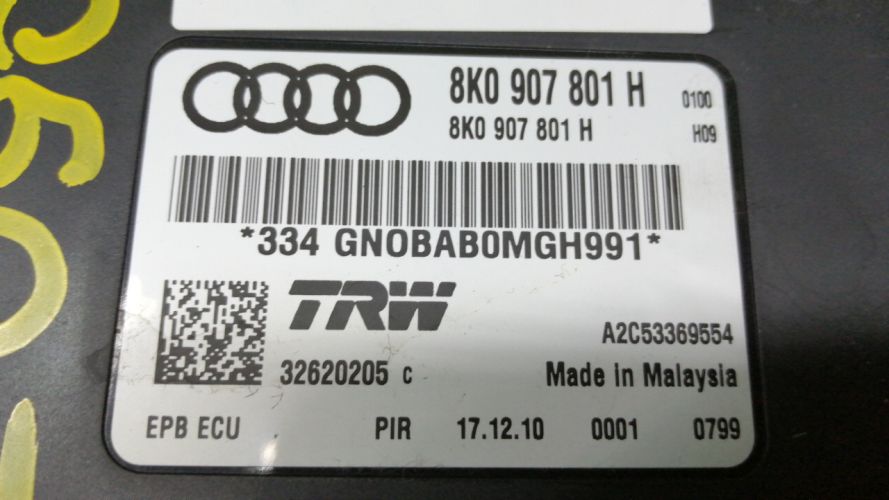 8K0 907 801 H 0100
8K0 907 801 H H09
*334 GNOBAB0MGH991*
TRW
A2C53369554
32620205 C Made in Malaysia
EPB ECU PIR 17.12.10 0001 0799